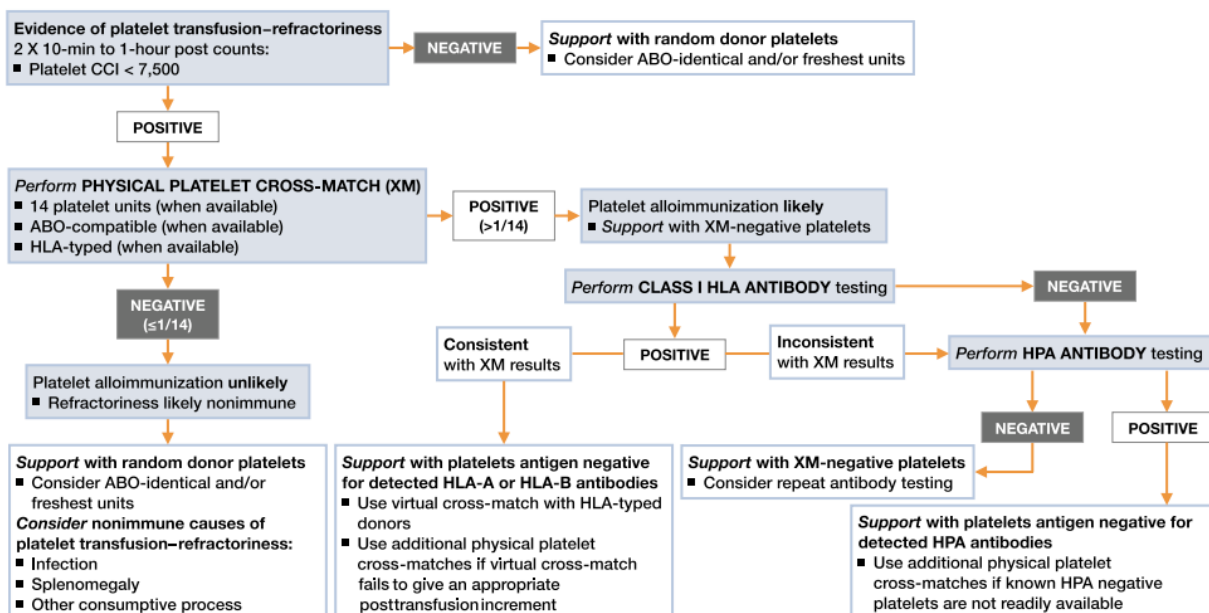 Evidence of platelet transfusion–refractoriness
2 X 10-min to 1-hour post counts:
■ Platelet CCI < 7,500
NEGATIVE
Support with random donor platelets
■ Consider ABO-identical and/or freshest units
POSITIVE
Perform PHYSICAL PLATELET CROSS-MATCH (XM)
■ 14 platelet units (when available)
■ ABO-compatible (when available)
■ HLA-typed (when available)
POSITIVE
(>1/14)
Platelet alloimmunization likely
■ Support with XM-negative platelets
Perform CLASS I HLA ANTIBODY testing
NEGATIVE
NEGATIVE
(≤1/14)
Consistent
with XM results
POSITIVE
Inconsistent
with XM results
Perform HPA ANTIBODY testing
Platelet alloimmunization unlikely
■ Refractoriness likely nonimmune
NEGATIVE
POSITIVE
Support with random donor platelets
■ Consider ABO-identical and/or
freshest units
Consider nonimmune causes of
platelet transfusion–refractoriness:
■ Infection
■ Splenomegaly
■ Other consumptive process
Support with platelets antigen negative
for detected HLA-A or HLA-B antibodies
■ Use virtual cross-match with HLA-typed
donors
■ Use additional physical platelet
cross-matches if virtual cross-match
fails to give an appropriate
posttransfusion increment
Support with XM-negative platelets
■ Consider repeat antibody testing
Support with platelets antigen negative for
detected HPA antibodies
■ Use additional physical platelet
cross-matches if known HPA negative
platelets are not readily available